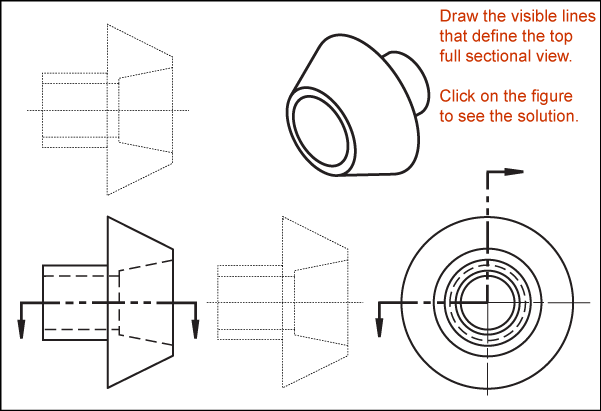 Draw the visible lines
that define the top
full sectional view.
Click on the figure
to see the solution.